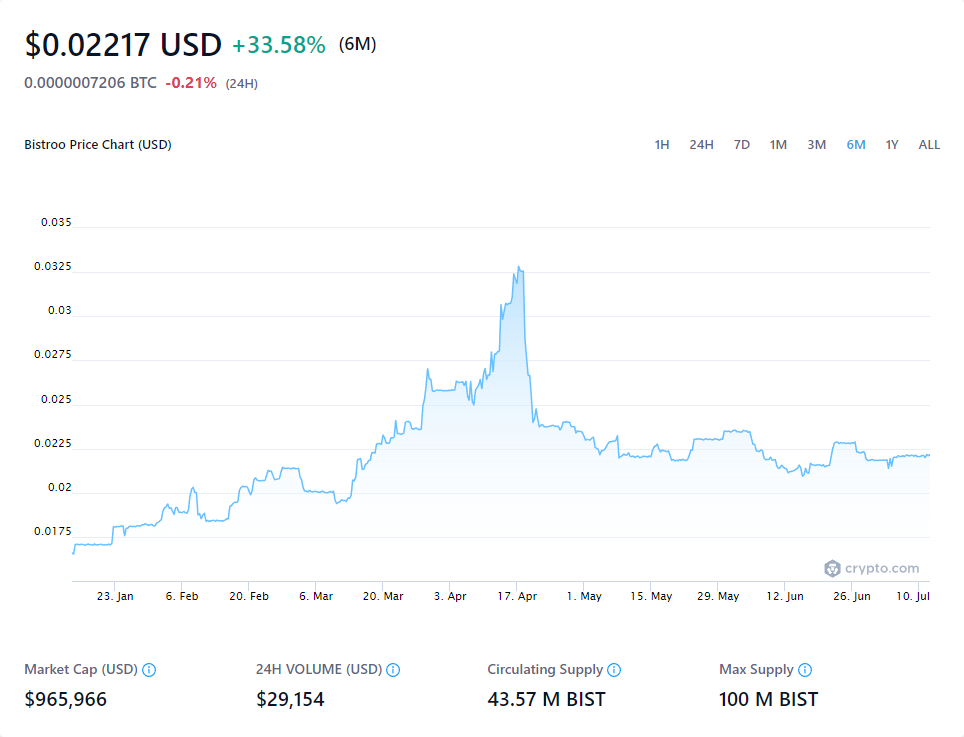 $0.02217 USD +33.58% (6M)
0.0000007206 BTC -0.21% (24H)
Bistroo Price Chart (USD) 1H 24H 7D 1M 3M 6M 1Y ALL
0.035
0.0325
0.03
0.0275
0.025
0.0225
0.02
0.0175
crypto.com
23. Jan 6. Feb 20. Feb 6. Mar 20. Mar 3. Apr 17. Apr 1. May 15. May 29. May 12. Jun 26. Jun 10. Jul
Market Cap (USD) 24H VOLUME (USD) Circulating Supply Max Supply
$965,966 $29,154 43.57 M BIST 100 M BIST